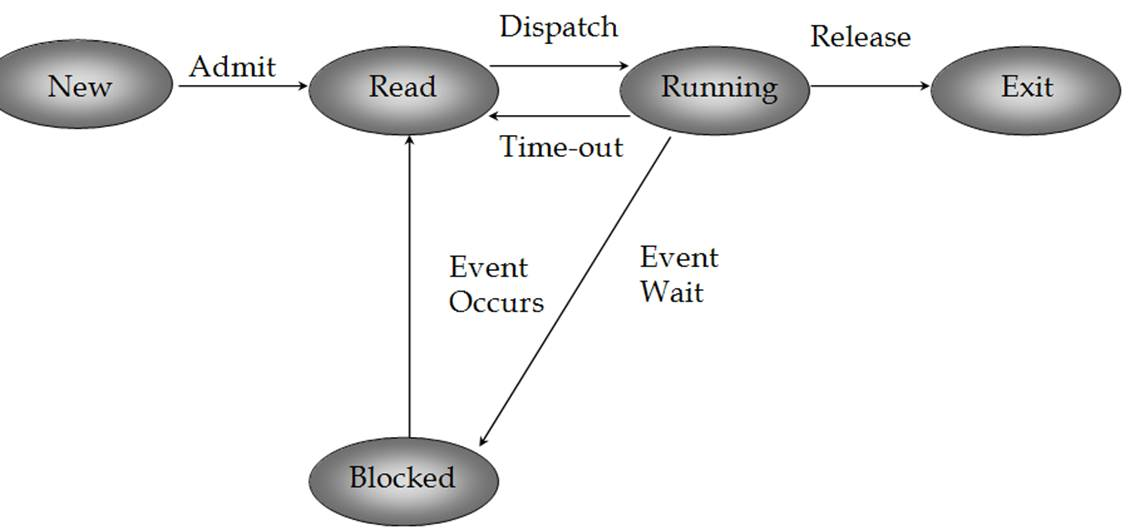 Dispatch
Release
New
Admit
Read
Running
Exit
Time-out
Event
Occurs
Event
Wait
Blocked